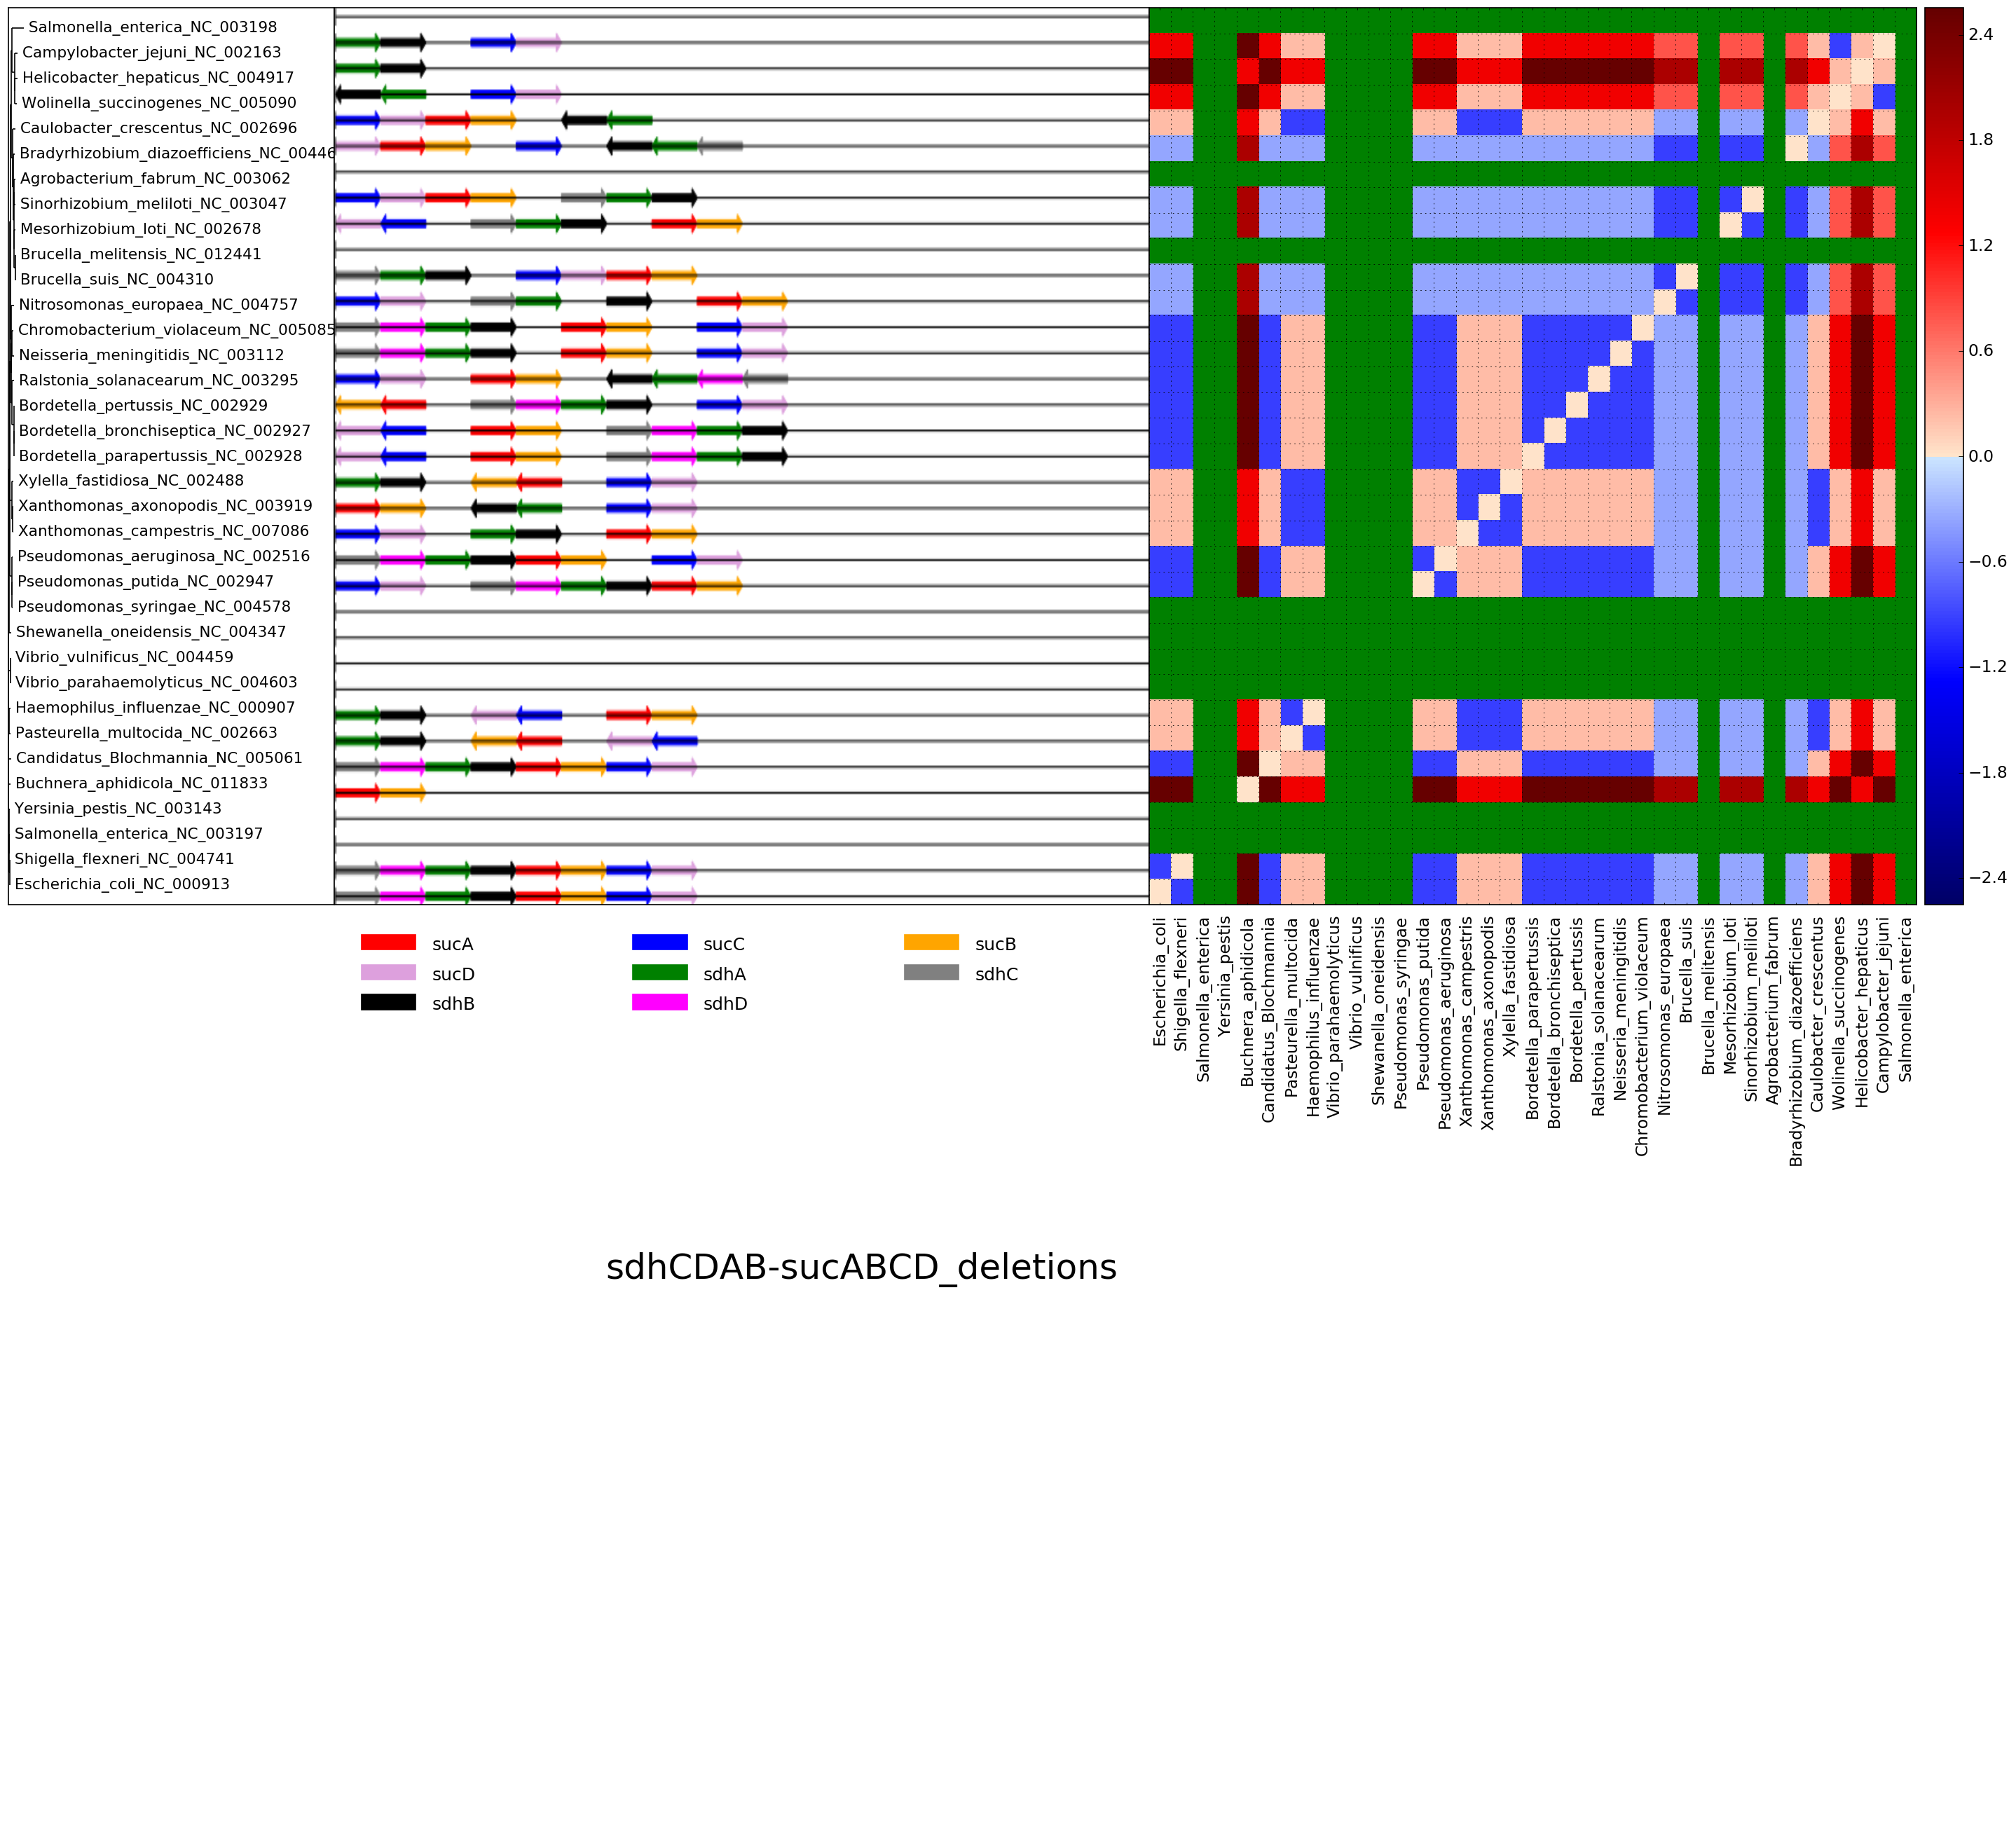 Salmonella_enterica_NC_003198
Campylobacter_jejuni_NC_002163
Helicobacter_hepaticus_NC_004917
Wolinella_succinogenes_NC_005090
Caulobacter_crescentus_NC_002696
Bradyrhizobium_diazoefficiens_NC_00446
Agrobacterium_fabrum_NC_003062
Sinorhizobium_meliloti_NC_003047
Mesorhizobium_loti_NC_002678
Brucella_melitensis_NC_012441
Brucella_suis_NC_004310
Nitrosomonas_europaea_NC_004757
Chromobacterium_violaceum_NC_005085
Neisseria_meningitidis_NC_003112
Ralstonia_solanacearum_NC_003295
Bordetella_pertussis_NC_002929
Bordetella_bronchiseptica_NC_002927
Bordetella_parapertussis_NC_002928
Xylella_fastidiosa_NC_002488
Xanthomonas_axonopodis_NC_003919
Xanthomonas_campestris_NC_007086
Pseudomonas_aeruginosa_NC_002516
Pseudomonas_putida_NC_002947
Pseudomonas_syringae_NC_004578
Shewanella_oneidensis_NC_004347
Vibrio_vulnificus_NC_004459
Vibrio_parahaemolyticus_NC_004603
Haemophilus_influenzae_NC_000907
Pasteurella_multocida_NC_002663
Candidatus_Blochmannia_NC_005061
Buchnera_aphidicola_NC_011833
Yersinia_pestis_NC_003143
Salmonella_enterica_NC_003197
Shigella_flexneri_NC_004741
Escherichia_coli_NC_000913
2.4
1.8
1.2
0.6
0.0
−0.6
−1.2
−1.8
−2.4
Escherichia_coli
Shigella_flexneri
Salmonella_enterica
Yersinia_pestis
Buchnera_aphidicola
Candidatus_Blochmannia
Pasteurella_multocida
Haemophilus_influenzae
Vibrio_parahaemolyticus
Vibrio_vulnificus
Shewanella_oneidensis
Pseudomonas_syringae
Pseudomonas_putida
Pseudomonas_aeruginosa
Xanthomonas_campestris
Xanthomonas_axonopodis
Xylella_fastidiosa
Bordetella_parapertussis
Bordetella_bronchiseptica
Bordetella_pertussis
Ralstonia_solanacearum
Neisseria_meningitidis
Chromobacterium_violaceum
Nitrosomonas_europaea
Brucella_suis
Brucella_melitensis
Mesorhizobium_loti
Sinorhizobium_meliloti
Agrobacterium_fabrum
Bradyrhizobium_diazoefficiens
Caulobacter_crescentus
Wolinella_succinogenes
Helicobacter_hepaticus
Campylobacter_jejuni
Salmonella_enterica
sucA sucC sucB
sucD sdhA sdhC
sdhB sdhD
sdhCDAB-sucABCD_deletions